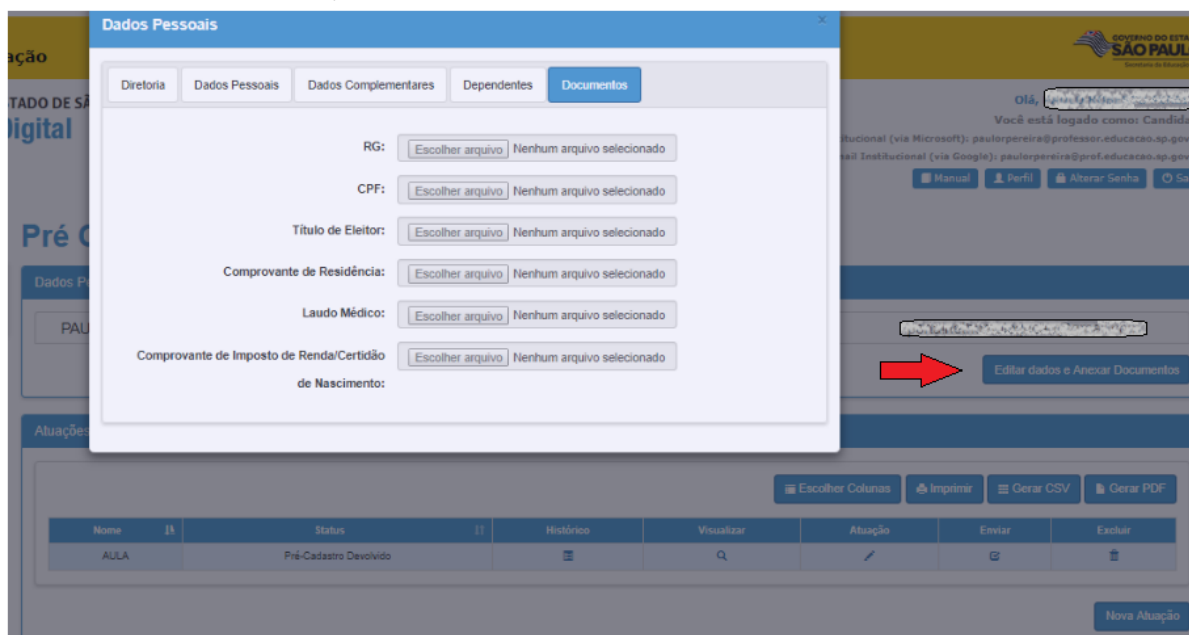 Dados Pessoais
×
GOVERNO DO ESTA
SÃO PAUL
Secretaria da Educação
ação
Diretoria Dados Pessoais Dados Complementares Dependentes Documentos
TADO DE SÃ
Digital
Olá,
Você está logado como: Candida
stitucional (via Microsoft): paulorpereira@professor.educacao.sp.gov
mail Institucional (via Google): paulorpereira@prof.educacao.sp.gov
Manual Perfil Alterar Senha Sa
RG: Escolher arquivo Nenhum arquivo selecionado
CPF: Escolher arquivo Nenhum arquivo selecionado
Título de Eleitor: Escolher arquivo Nenhum arquivo selecionado
Pré C
Comprovante de Residência: Escolher arquivo Nenhum arquivo selecionado
Dados Pe
Laudo Médico: Escolher arquivo Nenhum arquivo selecionado
PAU
Comprovante de Imposto de Renda/Certidão
de Nascimento:
Escolher arquivo Nenhum arquivo selecionado
Editar dados e Anexar Documentos
Atuações
Escolher Colunas Imprimir Gerar CSV Gerar PDF
Nome Status Histórico Visualizar Atuação Enviar Excluir
AULA Pré-Cadastro Devolvido
Nova Atuação